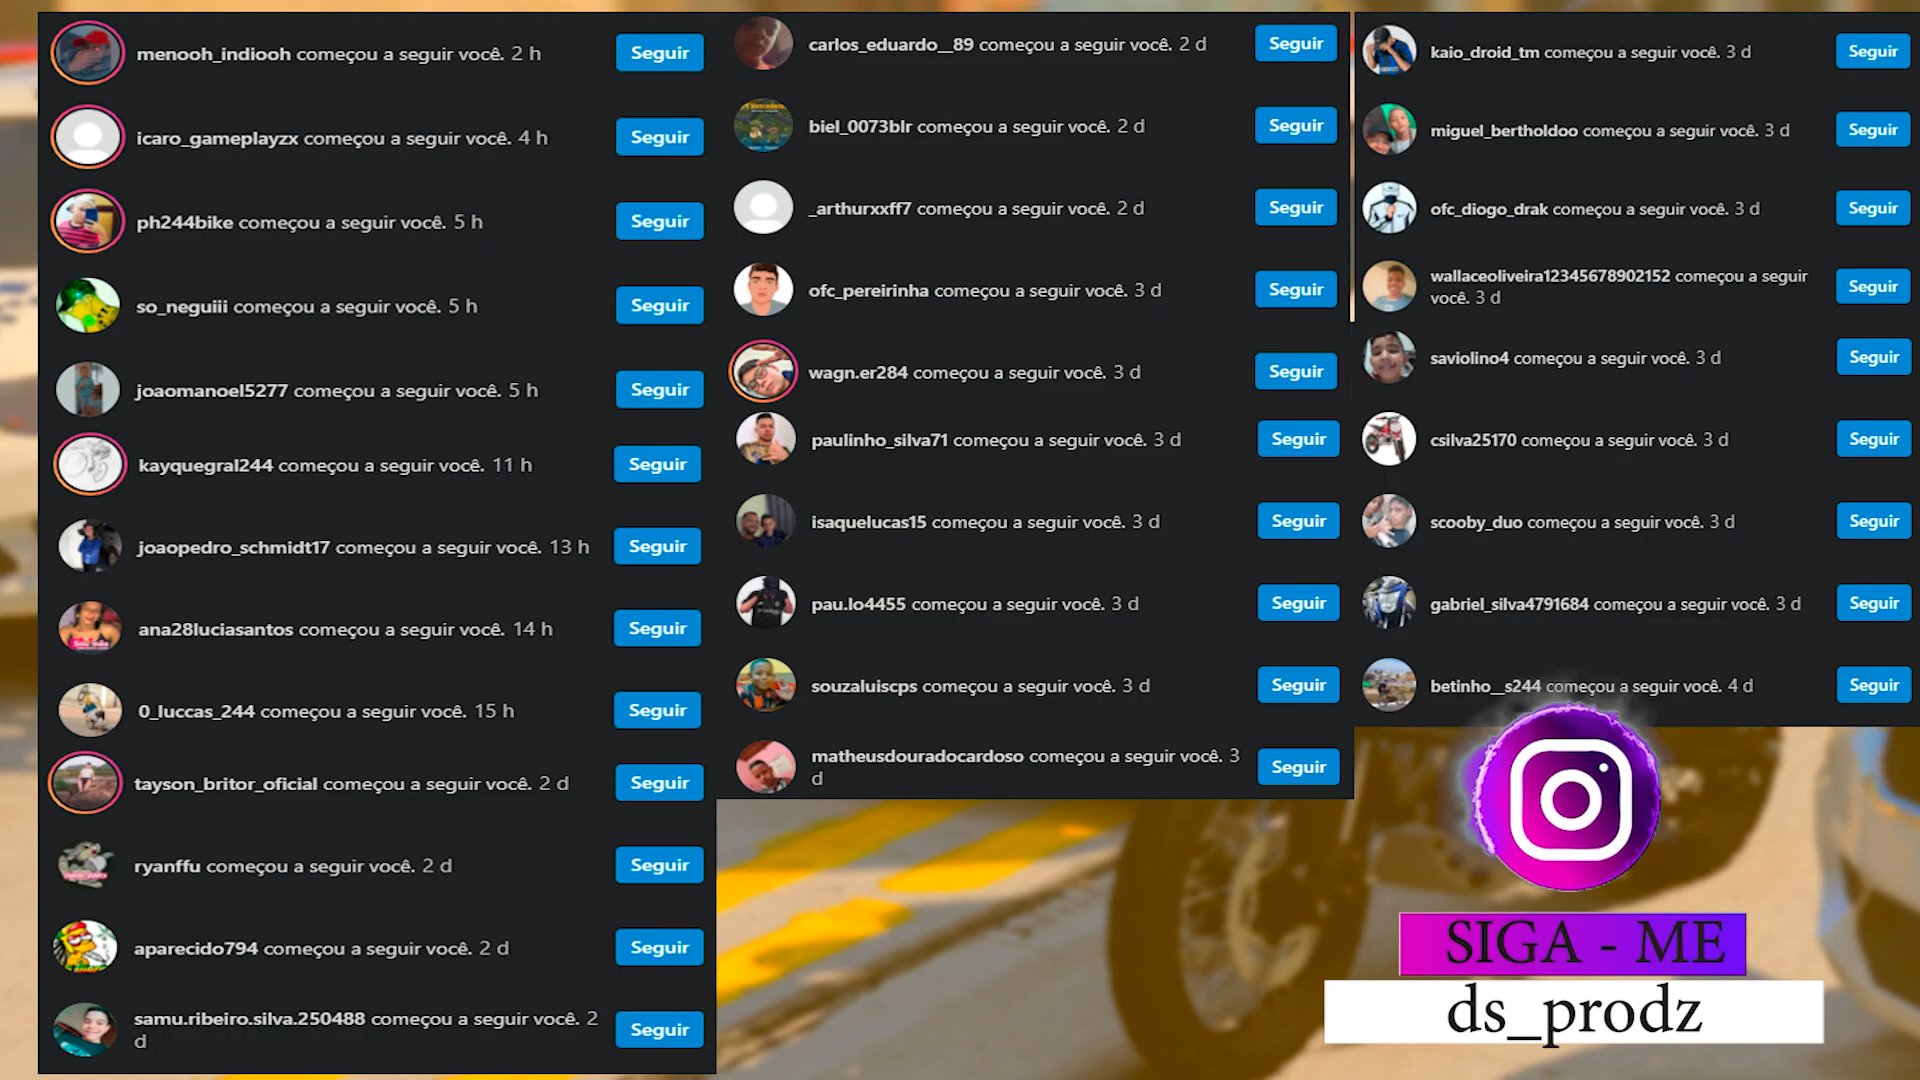 menooh_indiooh começou a seguir você. 2 h
Seguir
icaro_gameplayzx começou a seguir você. 4 h
Seguir
ph244bike começou a seguir você. 5 h
Seguir
so_neguiii começou a seguir você. 5 h
Seguir
joaomanoel5277 começou a seguir você. 5 h
Seguir
kayquegral244 começou a seguir você. 11 h
Seguir
joaopedro_schmidt17 começou a seguir você. 13 h
Seguir
ana28luciasantos começou a seguir você. 14 h
Seguir
0_luccas_244 começou a seguir você. 15 h
Seguir
tayson_britor_oficial começou a seguir você. 2 d
Seguir
ryanffu começou a seguir você. 2 d
Seguir
aparecido794 começou a seguir você. 2 d
Seguir
samu.ribeiro.silva.250488 começou a seguir você. 2
d
Seguir
carlos_eduardo__89 começou a seguir você. 2 d
Seguir
biel_0073blr começou a seguir você. 2 d
Seguir
_arthurxxff7 começou a seguir você. 2 d
Seguir
ofc_pereirinha começou a seguir você. 3 d
Seguir
wagn.er284 começou a seguir você. 3 d
Seguir
paulinho_silva71 começou a seguir você. 3 d
Seguir
isaquelucas15 começou a seguir você. 3 d
Seguir
pau.lo4455 começou a seguir você. 3 d
Seguir
souzaluiscps começou a seguir você. 3 d
Seguir
matheusdouradocardoso começou a seguir você. 3
d
Seguir
kaio_droid_tm começou a seguir você. 3 d
Seguir
miguel_bertholdoo começou a seguir você. 3 d
Seguir
ofc_diogo_drak começou a seguir você. 3 d
Seguir
wallaceoliveira12345678902152 começou a seguir
você. 3 d
Seguir
saviolino4 começou a seguir você. 3 d
Seguir
csilva25170 começou a seguir você. 3 d
Seguir
scooby_duo começou a seguir você. 3 d
Seguir
gabriel_silva4791684 começou a seguir você. 3 d
Seguir
betinho__s244 começou a seguir você. 4 d
Seguir
SIGA - ME
ds_prodz